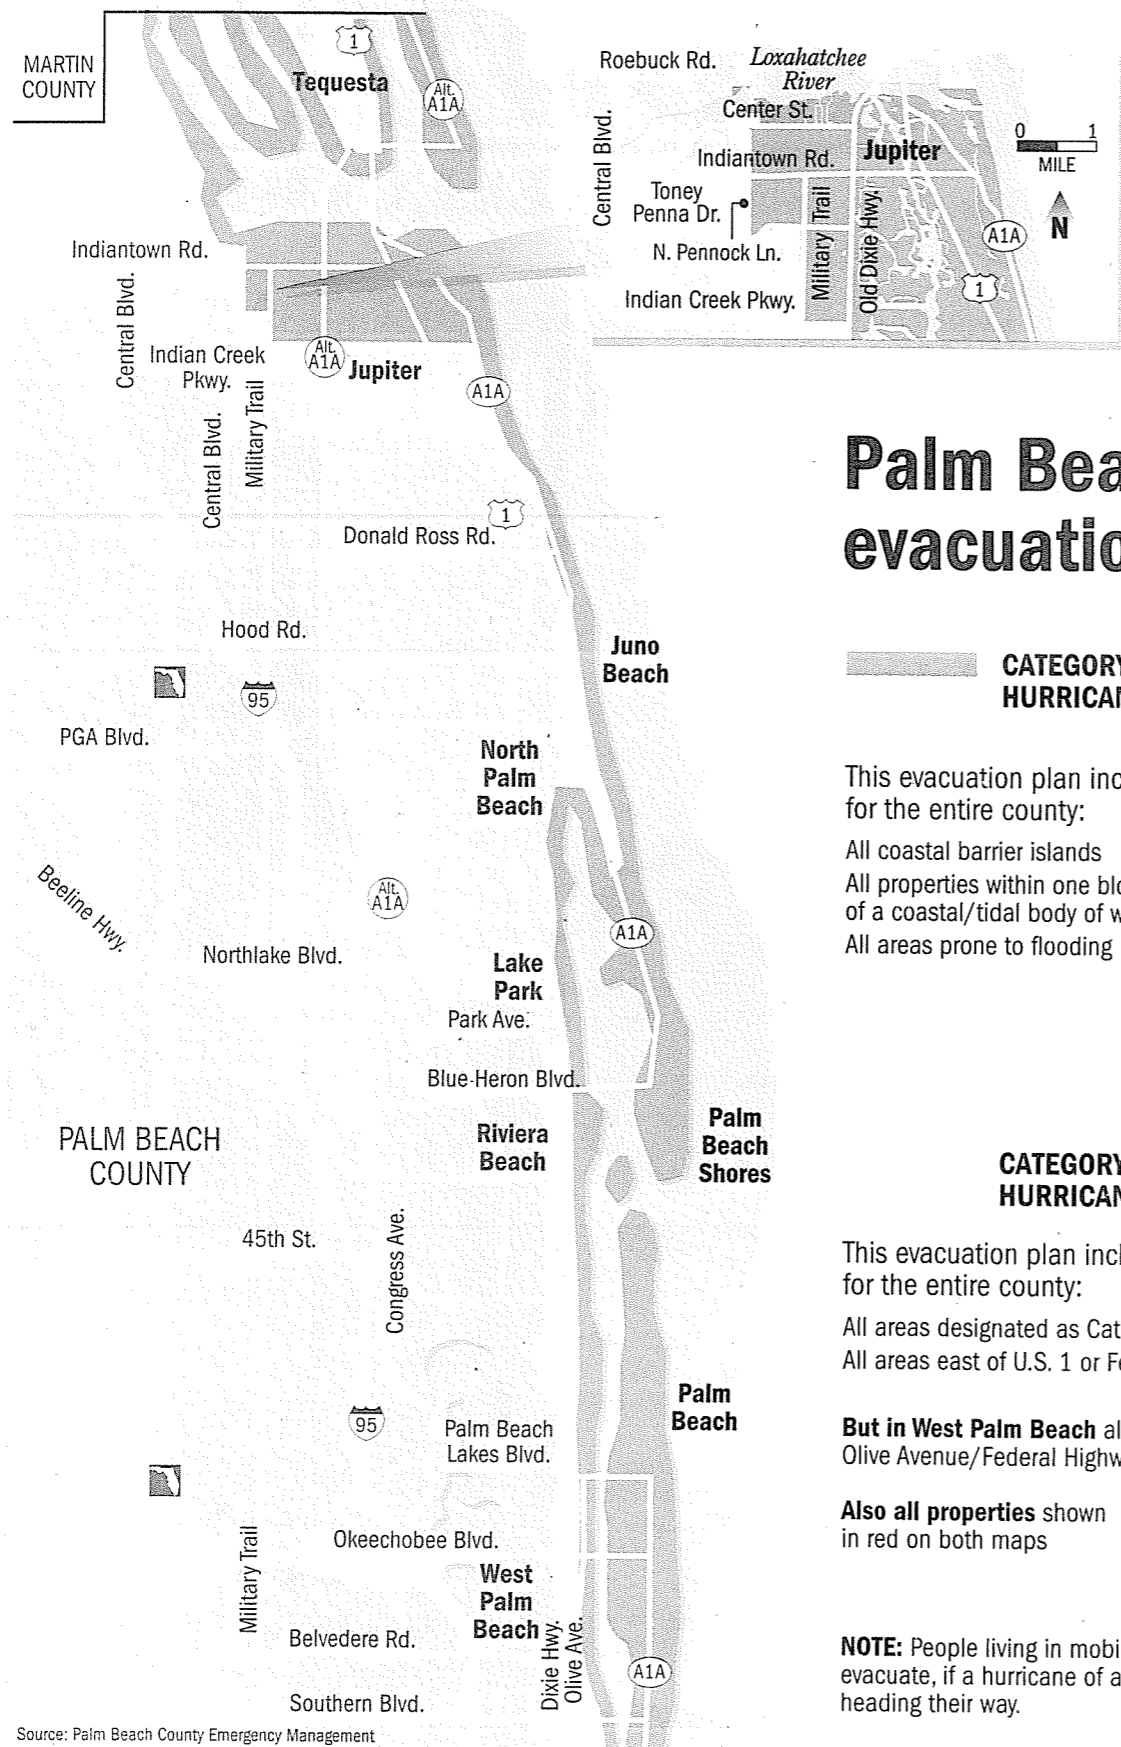 MARTIN
COUNTY
1
Tequesta
Alt.
A1A
Roebuck Rd.
Loxahatchee
River
Center St.
Central Blvd.
Indiantown Rd.
Jupiter
0 1
MILE
N
Toney
Penna Dr.
N. Pennock Ln.
Military Trail
Old Dixie Hwy.
A1A
1
Indian Creek Pkwy.
Indiantown Rd.
Central Blvd.
Indian Creek
Pkwy.
Alt.
A1A
Jupiter
A1A
Central Blvd.
Military Trail
1
Donald Ross Rd.
Palm Bea
evacuatio
Hood Rd.
Juno
Beach
95
PGA Blvd.
CATEGORY
HURRICAN
North
Palm
Beach
This evacuation plan inc
for the entire county:
All coastal barrier islands
All properties within one blo
of a coastal/tidal body of w
All areas prone to flooding
Beeline Hwy.
Alt.
A1A
A1A
Northlake Blvd.
Lake
Park
Park Ave.
Blue-Heron Blvd.
PALM BEACH
COUNTY
Riviera
Beach
Palm
Beach
Shores
CATEGORY
HURRICAN
45th St.
Congress Ave.
This evacuation plan incl
for the entire county:
All areas designated as Cat
All areas east of U.S. 1 or Fe
95
Palm Beach
Lakes Blvd.
Palm
Beach
But in West Palm Beach al
Olive Avenue/Federal Highw
Also all properties shown
in red on both maps
Military Trail
Okeechobee Blvd.
West
Palm
Beach
Dixie Hwy.
Olive Ave.
Belvedere Rd.
A1A
Southern Blvd.
NOTE: People living in mobi
evacuate, if a hurricane of a
heading their way.
Source: Palm Beach County Emergency Management